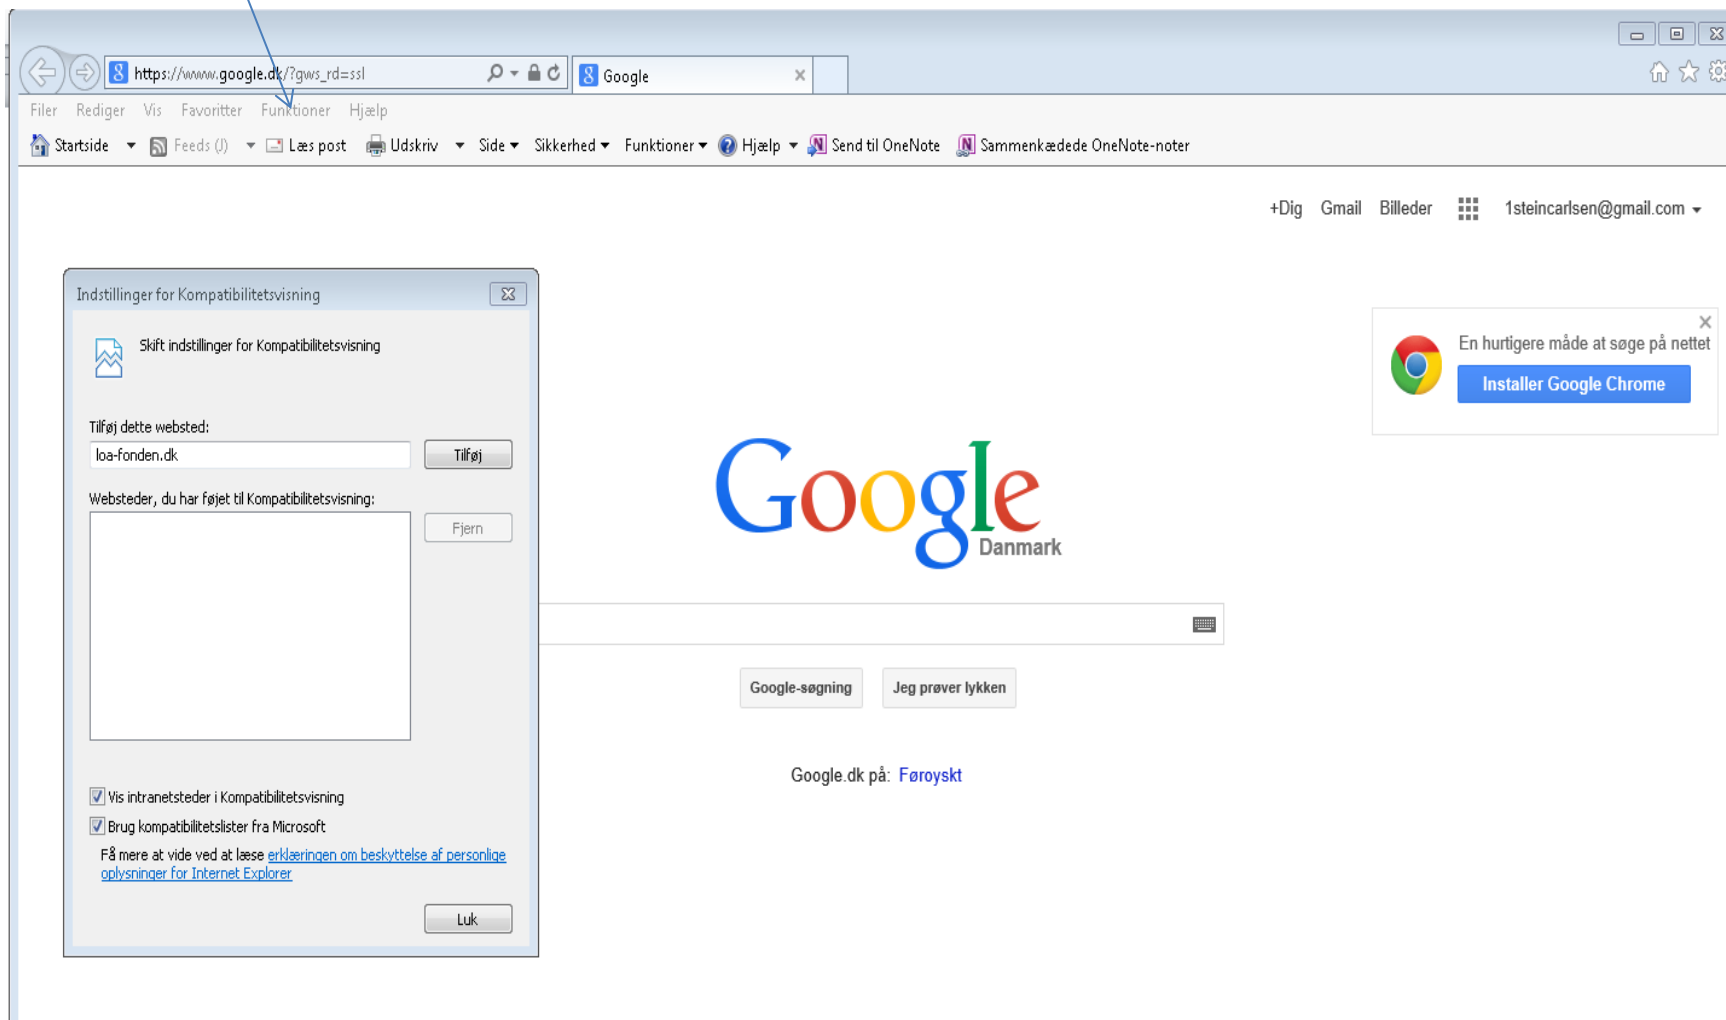 https://www.google.dk/?gws_rd=ssl
Google
Filer Rediger Vis Favoritter Funktioner Hjælp
Startside Feeds (J) Læs post Udskriv Side Sikkerhed Funktioner Hjælp Send til OneNote Sammenkædede OneNote-noter
+Dig Gmail Billeder 1steincarlsen@gmail.com
Indstillinger for Kompatibilitetsvisning
Skift indstillinger for Kompatibilitetsvisning
Tilføj dette websted:
loa-fonden.dk Tilføj
Websteder, du har føjet til Kompatibilitetsvisning:
Fjern
Vis intranetsteder i Kompatibilitetsvisning
Brug kompatibilitetslister fra Microsoft
Få mere at vide ved at læse erklæringen om beskyttelse af personlige
oplysninger for Internet Explorer
Luk
En hurtigere måde at søge på nettet
Installer Google Chrome
Google
Danmark
Google-søgning Jeg prøver lykken
Google.dk på: Føroyskt